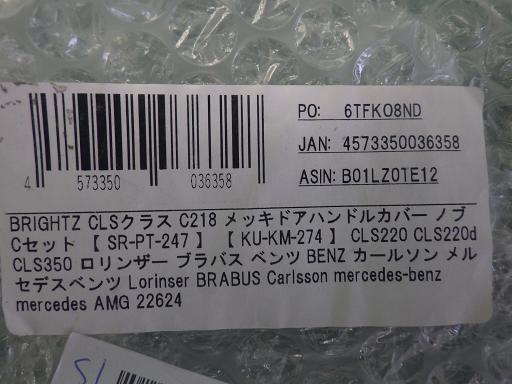 PO: 6TFKO8ND
JAN: 4573350036358
ASIN: B01LZ0TE12
4 573350 036358
BRIGHTZ CLSクラス C218 メッキドアハンドルカバー ノブ
Cセット 【 SR-PT-247 】 【 KU-KM-274 】 CLS220 CLS220d
CLS350 ロリンザー ブラバス ベンツ BENZ カールソン メル
セデスベンツ Lorinser BRABUS Carlsson mercedes-benz
mercedes AMG 22624